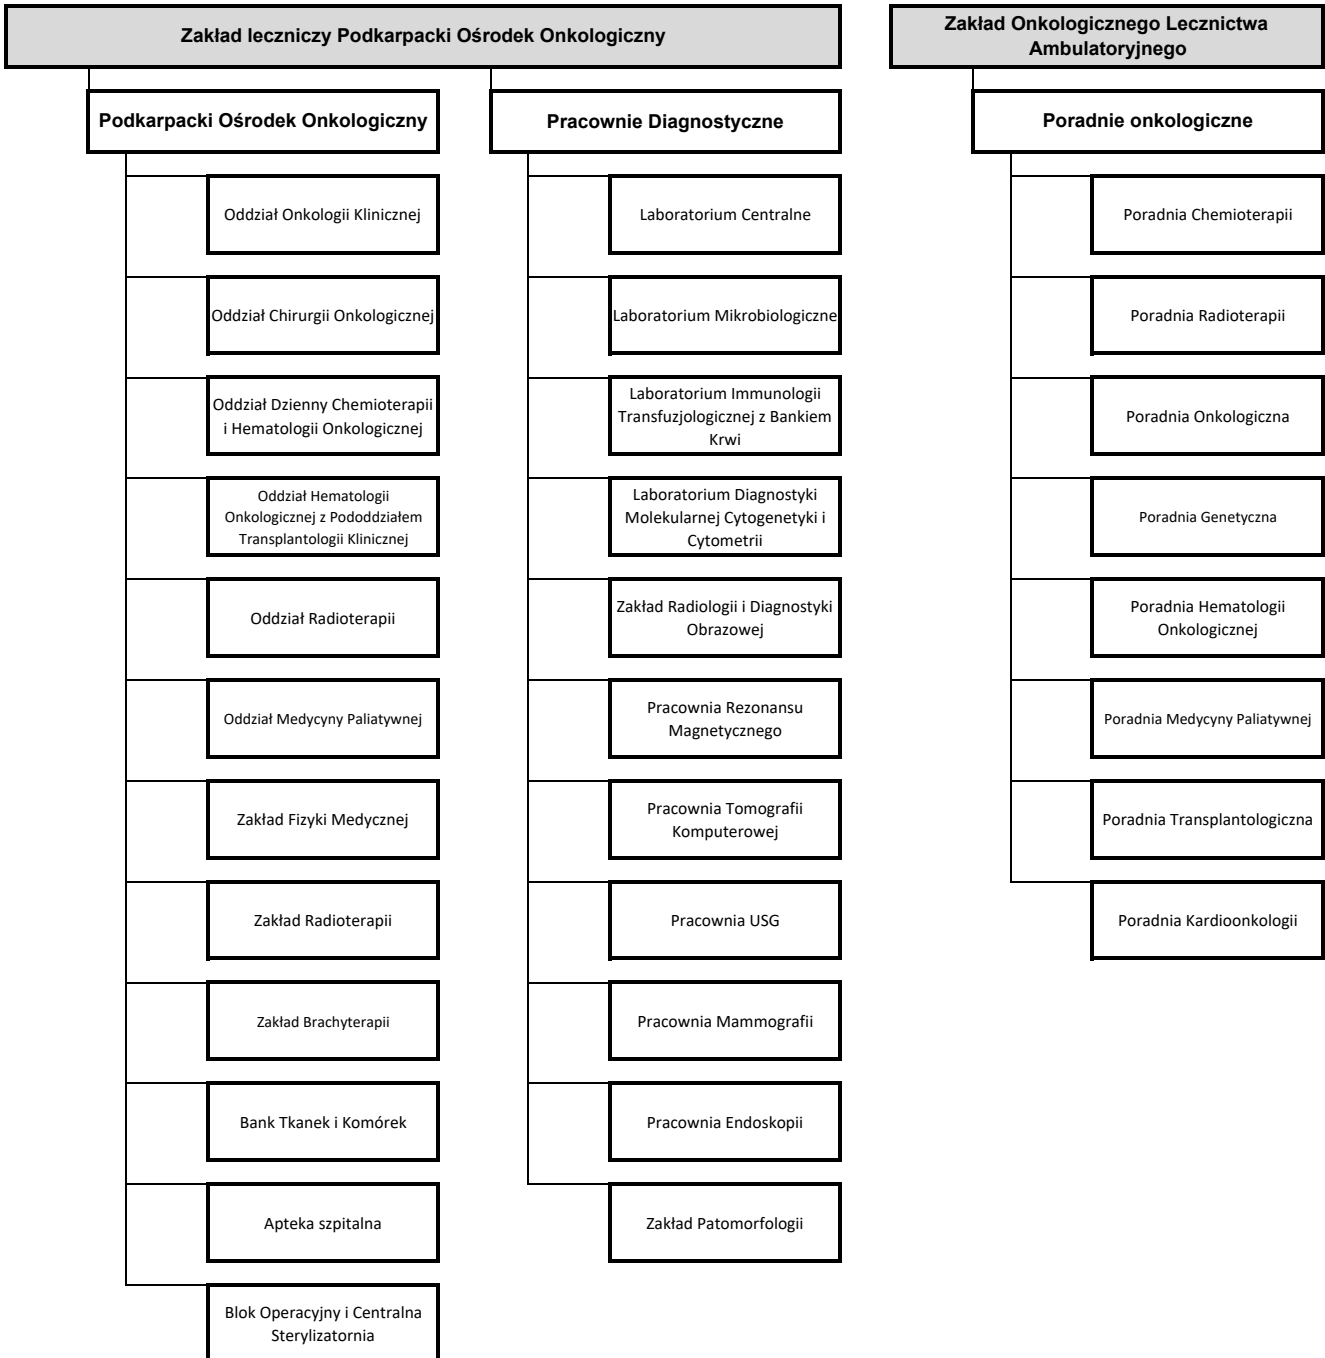 Zakład leczniczy Podkarpacki Ośrodek Onkologiczny
Podkarpacki Ośrodek Onkologiczny
Oddział Onkologii Klinicznej
Oddział Chirurgii Onkologicznej
Oddział Dzienny Chemioterapii
i Hematologii Onkologicznej
Oddział Hematologii
Onkologicznej z Pododdziałem
Transplantologii Klinicznej
Oddział Radioterapii
Oddział Medycyny Paliatywnej
Zakład Fizyki Medycznej
Zakład Radioterapii
Zakład Brachyterapii
Bank Tkanek i Komórek
Apteka szpitalna
Blok Operacyjny i Centralna
Sterylizatornia
Pracownie Diagnostyczne
Laboratorium Centralne
Laboratorium Mikrobiologiczne
Laboratorium Immunologii
Transfuzjologicznej z Bankiem
Krwi
Laboratorium Diagnostyki
Molekularnej Cytogenetyki i
Cytometrii
Zakład Radiologii i Diagnostyki
Obrazowej
Pracownia Rezonansu
Magnetycznego
Pracownia Tomografii
Komputerowej
Pracownia USG
Pracownia Mammografii
Pracownia Endoskopii
Zakład Patomorfologii
Zakład Onkologicznego Lecznictwa
Ambulatoryjnego
Poradnie onkologiczne
Poradnia Chemioterapii
Poradnia Radioterapii
Poradnia Onkologiczna
Poradnia Genetyczna
Poradnia Hematologii
Onkologicznej
Poradnia Medycyny Paliatywnej
Poradnia Transplantologiczna
Poradnia Kardioonkologii